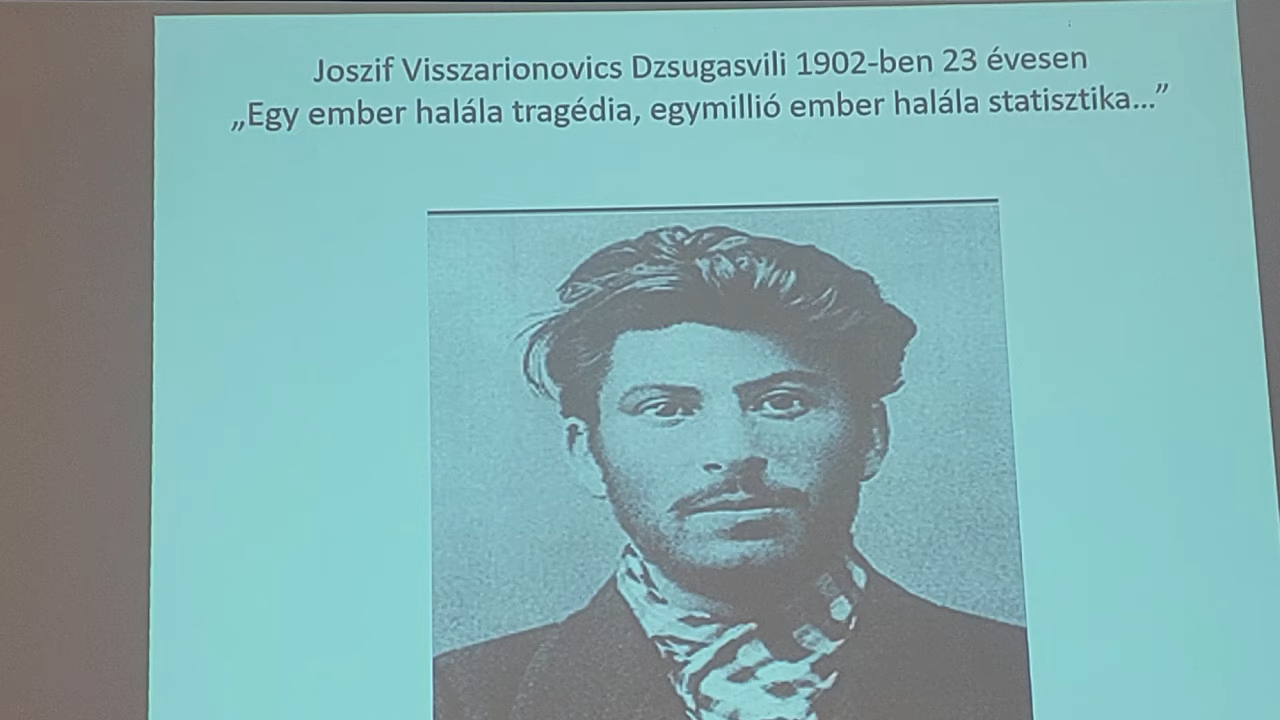 Joszif Visszarionovics Dzsugasvili 1902-ben 23 évesen
„Egy ember halála tragédia, egymillió ember halála statisztika...”